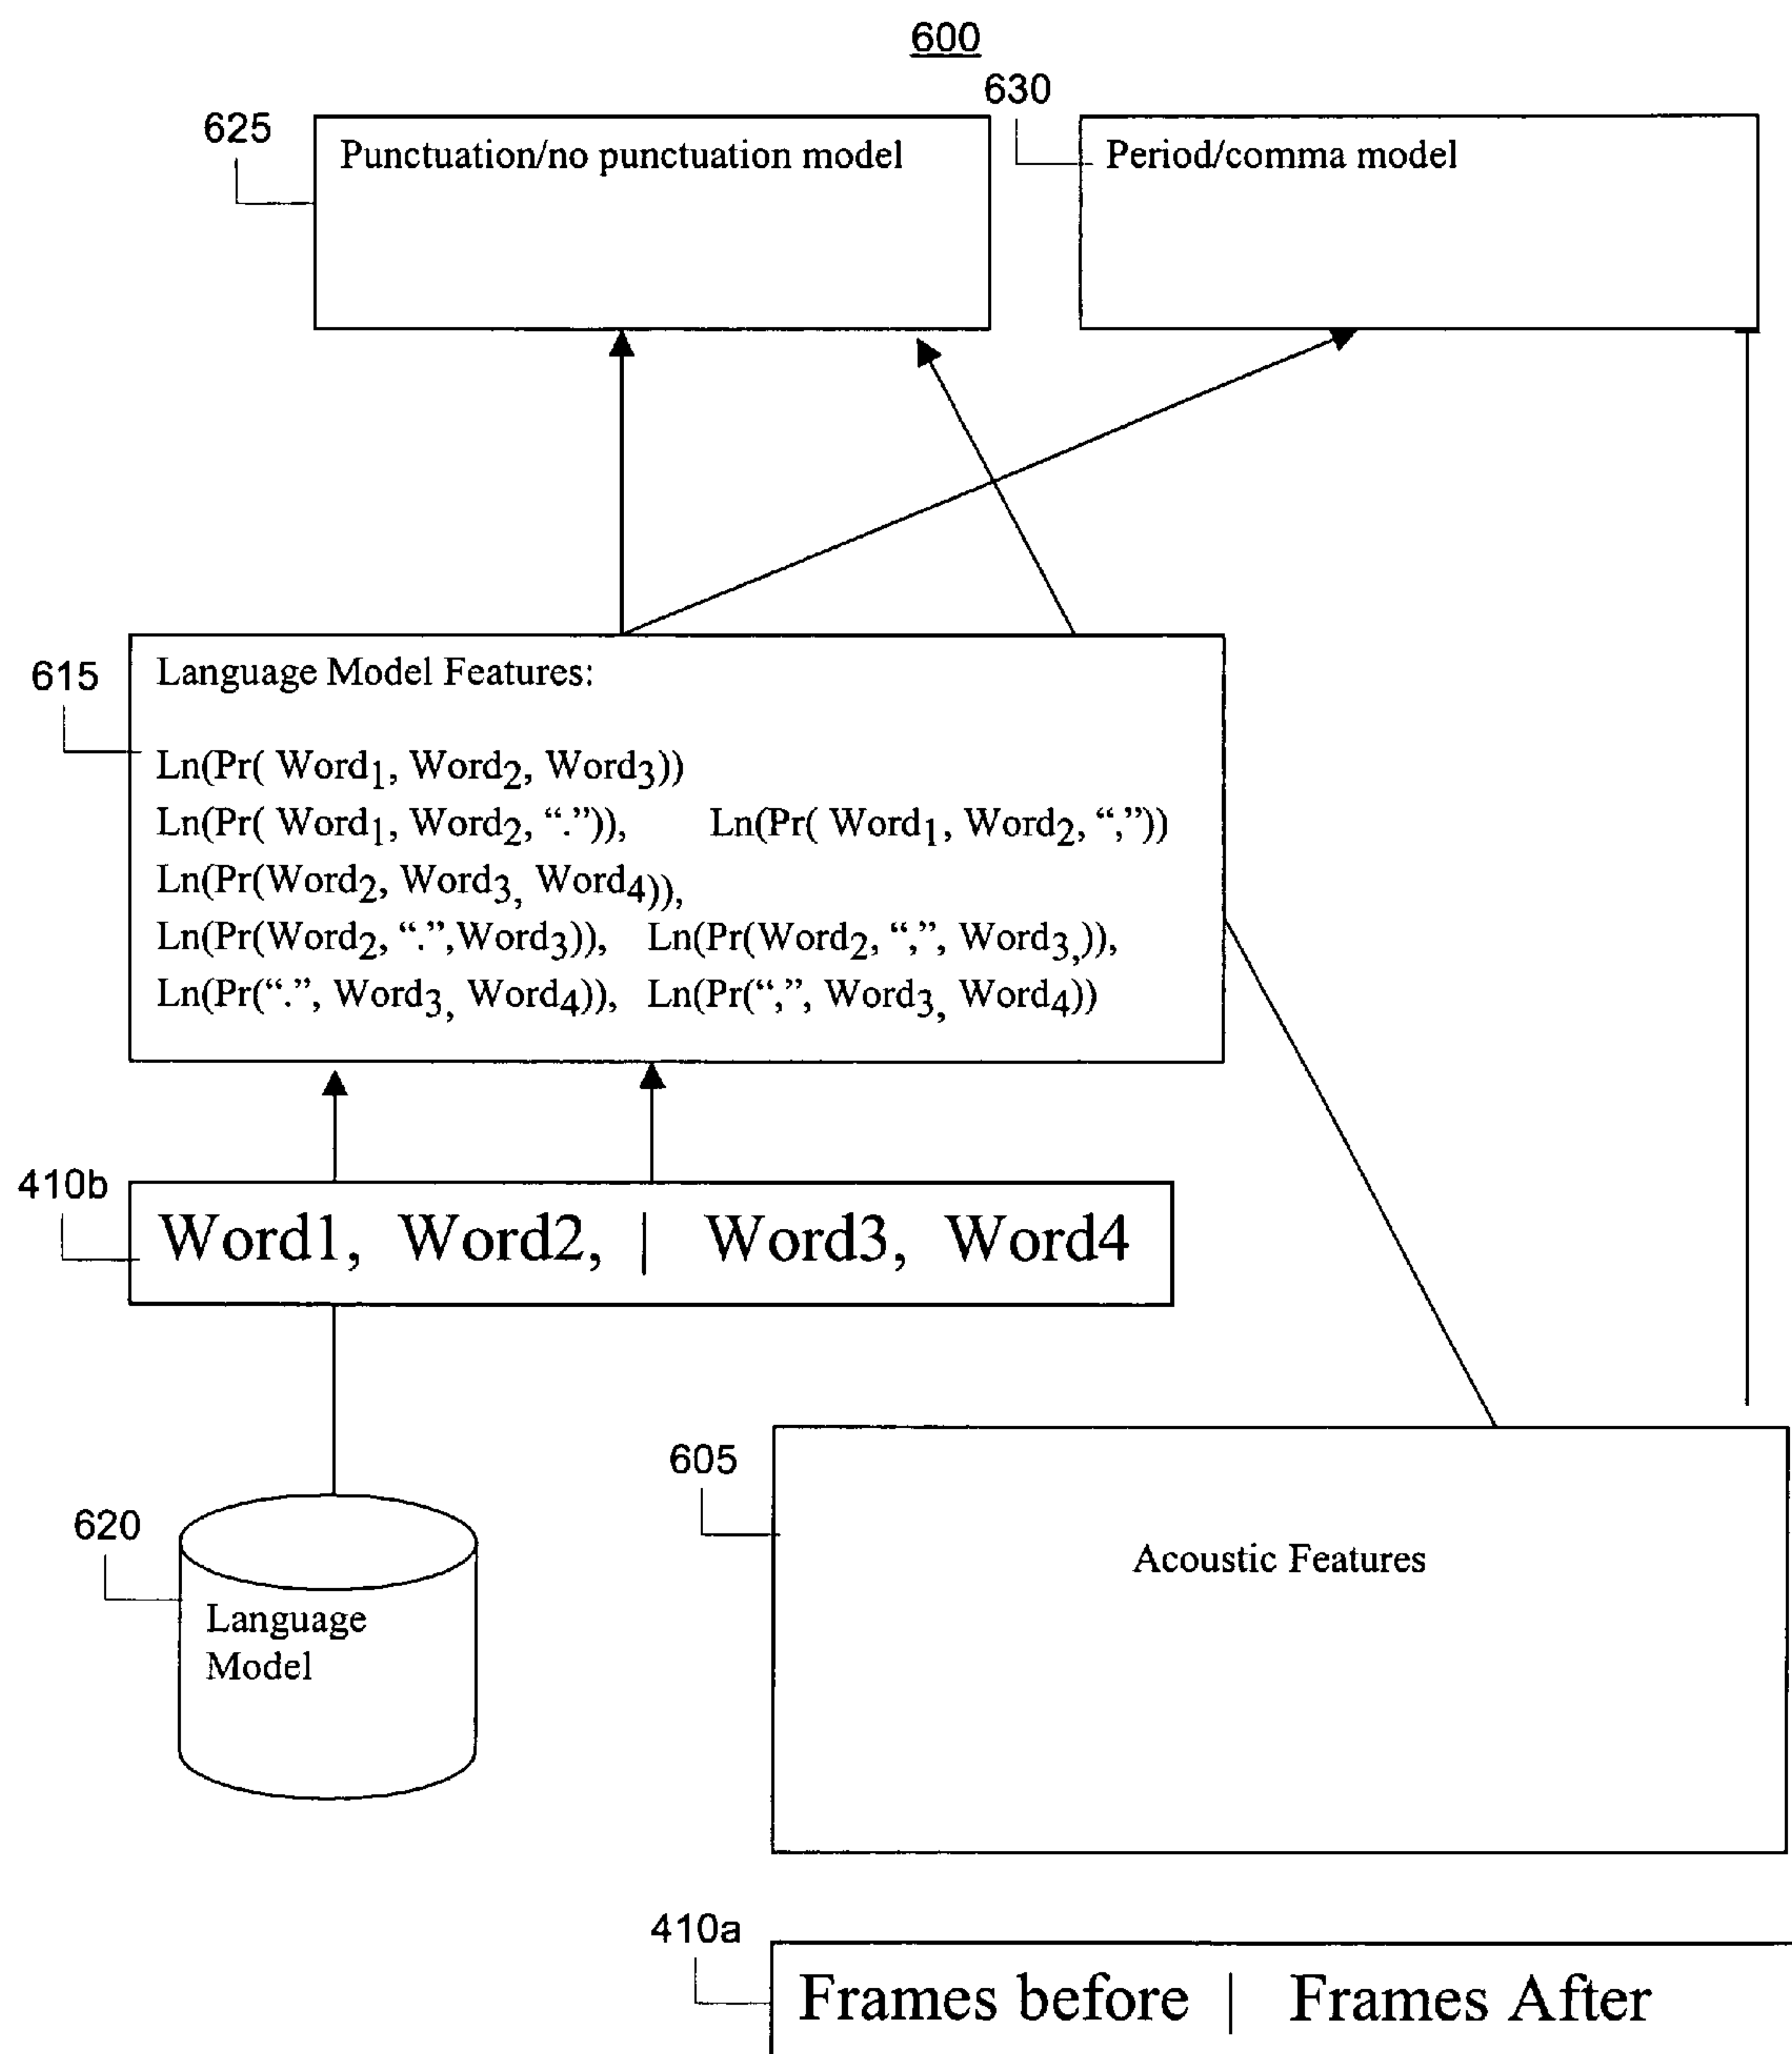 600
630
625
Punctuation/no punctuation model
Period/comma model
615
Language Model Features:
Ln(Pr( Word1, Word2, Word3))
Ln(Pr( Word1, Word2, “.”)), Ln(Pr( Word1, Word2, “,”))
Ln(Pr(Word2, Word3, Word4)),
Ln(Pr(Word2, “.”,Word3)), Ln(Pr(Word2, “,”, Word3,)),
Ln(Pr(“.”, Word3, Word4)), Ln(Pr(“,”, Word3, Word4))
410b
Word1, Word2, | Word3, Word4
605
620
Acoustic Features
Language
Model
410a
Frames before | Frames After